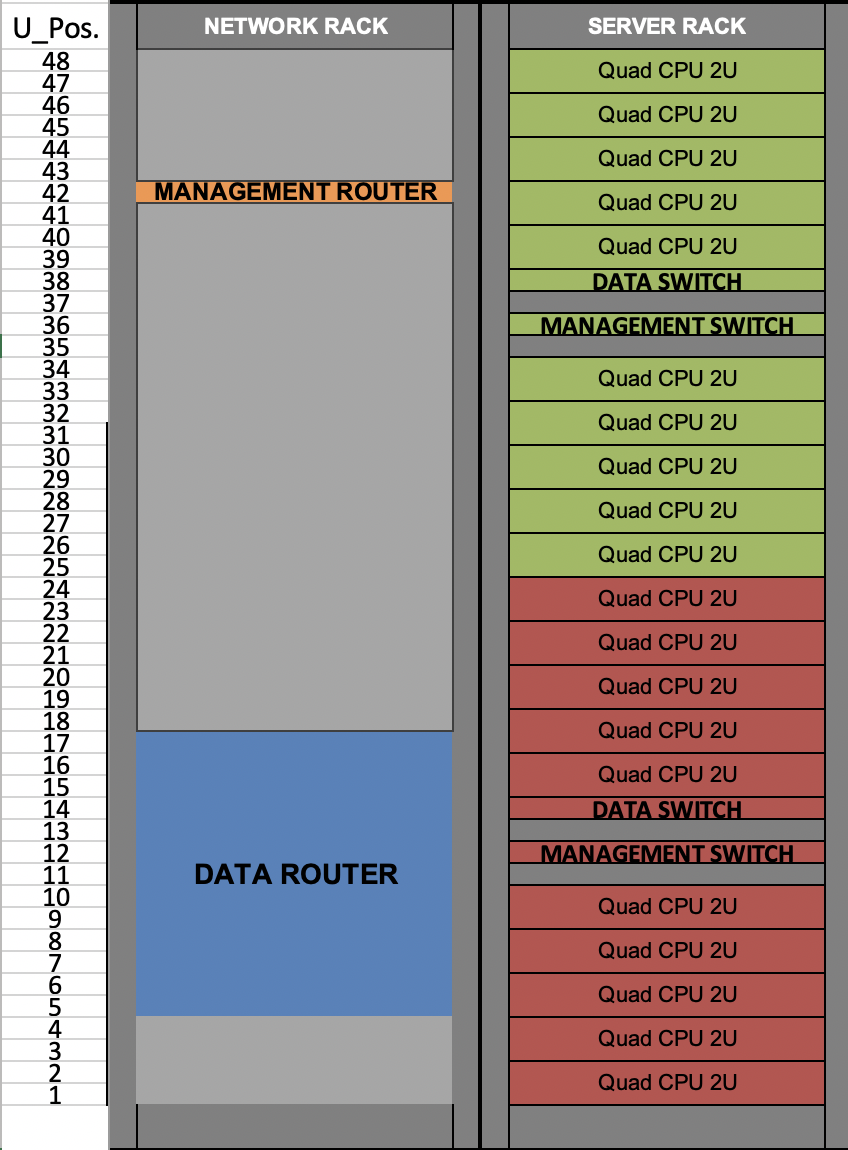 U_Pos. NETWORK RACK SERVER RACK
48 Quad CPU 2U
47
46 Quad CPU 2U
45
44 Quad CPU 2U
43
42 MANAGEMENT ROUTER Quad CPU 2U
41
40 Quad CPU 2U
39
38 DATA SWITCH
37
36 MANAGEMENT SWITCH
35
34 Quad CPU 2U
33
32 Quad CPU 2U
31
30 Quad CPU 2U
29
28 Quad CPU 2U
27
26 Quad CPU 2U
25
24 Quad CPU 2U
23
22 Quad CPU 2U
21
20 Quad CPU 2U
19
18 Quad CPU 2U
17
16 Quad CPU 2U
15
14 DATA SWITCH
13
12 MANAGEMENT SWITCH
11 DATA ROUTER
10 Quad CPU 2U
9
8 Quad CPU 2U
7
6 Quad CPU 2U
5
4 Quad CPU 2U
3
2 Quad CPU 2U
1